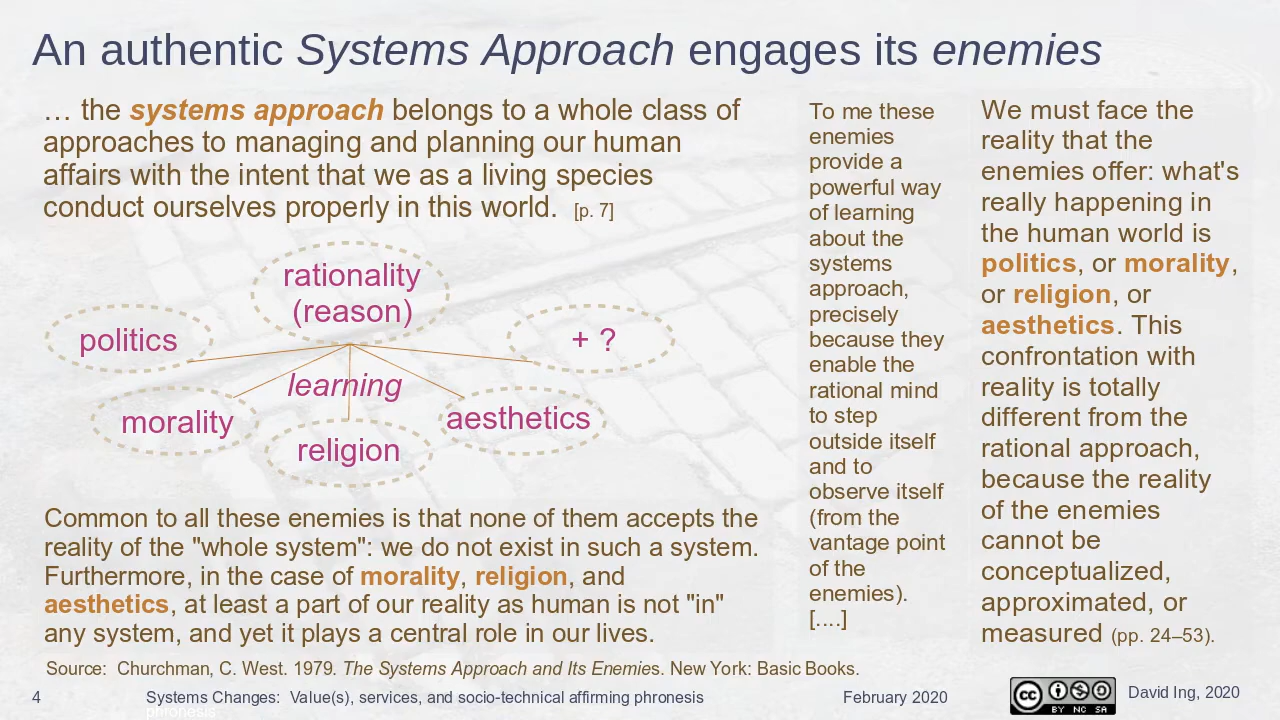 An authentic Systems Approach engages its enemies
… the systems approach belongs to a whole class of
approaches to managing and planning our human
affairs with the intent that we as a living species
conduct ourselves properly in this world. [p. 7]
rationality
(reason)
politics
+ ?
learning
morality
aesthetics
religion
Common to all these enemies is that none of them accepts the
reality of the "whole system": we do not exist in such a system.
Furthermore, in the case of morality, religion, and
aesthetics, at least a part of our reality as human is not "in"
any system, and yet it plays a central role in our lives.
To me these
enemies
provide a
powerful way
of learning
about the
systems
approach,
precisely
because they
enable the
rational mind
to step
outside itself
and to
observe itself
(from the
vantage point
of the
enemies).
[....]
We must face the
reality that the
enemies offer: what's
really happening in
the human world is
politics, or morality,
or religion, or
aesthetics. This
confrontation with
reality is totally
different from the
rational approach,
because the reality
of the enemies
cannot be
conceptualized,
approximated, or
measured (pp. 24–53).
Source: Churchman, C. West. 1979. The Systems Approach and Its Enemies. New York: Basic Books.
4
Systems Changes: Value(s), services, and socio-technical affirming phronesis
phronesis
February 2020
cc
BY NC SA
David Ing, 2020